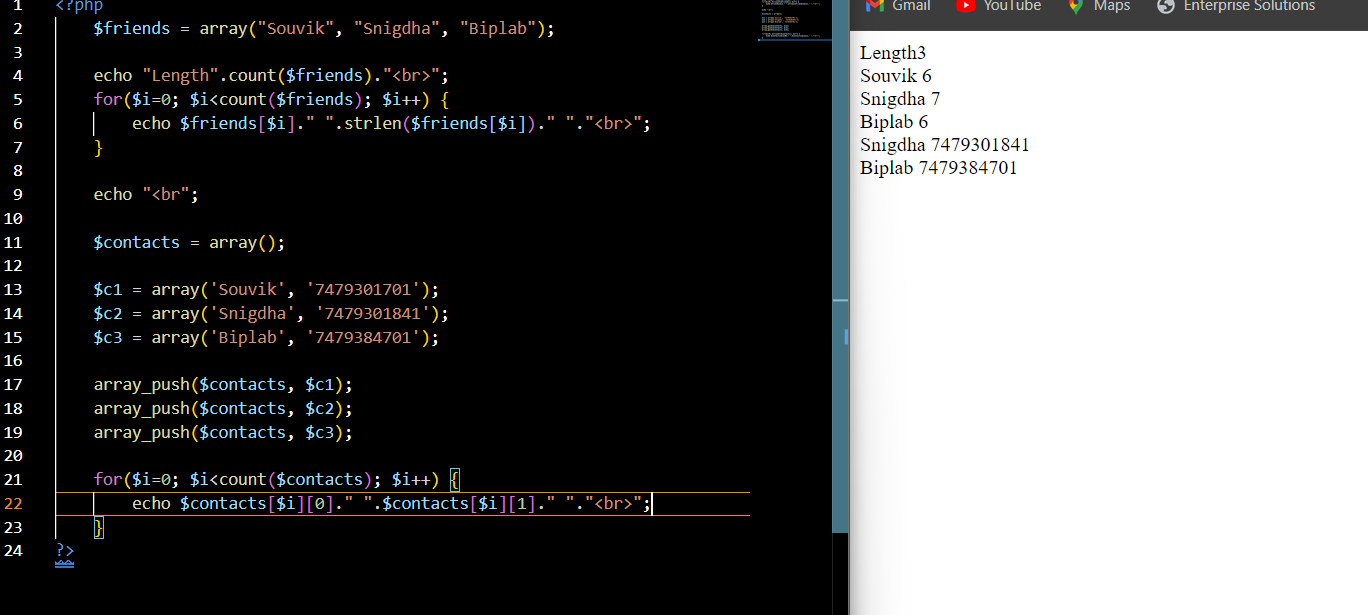 1 <?php
2 $friends = array("Souvik", "Snigdha", "Biplab");
3
4 echo "Length".count($friends)."<br>";
5 for($i=0; $i<count($friends); $i++) {
6 echo $friends[$i]." ".strlen($friends[$i])." "."<br>";
7 }
8
9 echo "<br";
10
11 $contacts = array();
12
13 $c1 = array('Souvik', '7479301701');
14 $c2 = array('Snigdha', '7479301841');
15 $c3 = array('Biplab', '7479384701');
16
17 array_push($contacts, $c1);
18 array_push($contacts, $c2);
19 array_push($contacts, $c3);
20
21 for($i=0; $i<count($contacts); $i++) {
22 echo $contacts[$i][0]." ".$contacts[$i][1]." "."<br>";
23 }
24 ?>
Gmail YouTube Maps Enterprise Solutions
Length3
Souvik 6
Snigdha 7
Biplab 6
Snigdha 7479301841
Biplab 7479384701